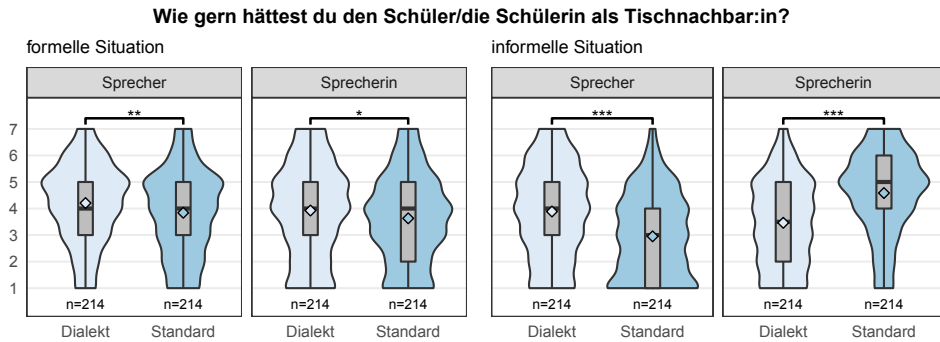 Wie gern hättest du den Schüler/die Schülerin als Tischnachbar:in?
formelle Situation
informelle Situation
Sprecher
Sprecherin
Sprecher
Sprecherin
**
*
***
***
7
6
5
4
3
2
1
n=214
n=214
n=214
n=214
n=214
n=214
n=214
n=214
Dialekt
Standard
Dialekt
Standard
Dialekt
Standard
Dialekt
Standard